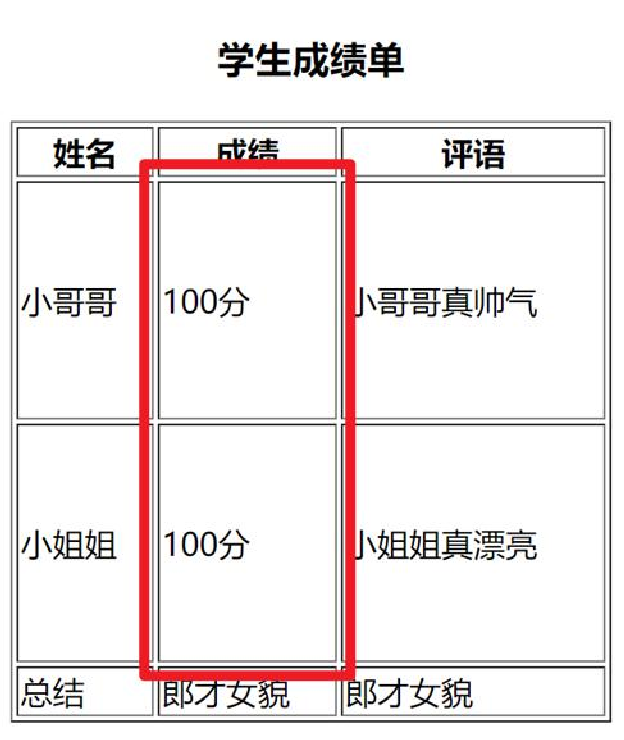 学生成绩单
姓名 成绩 评语
小哥哥 100分 小哥哥真帅气
小姐姐 100分 小姐姐真漂亮
总结 郎才女貌 郎才女貌